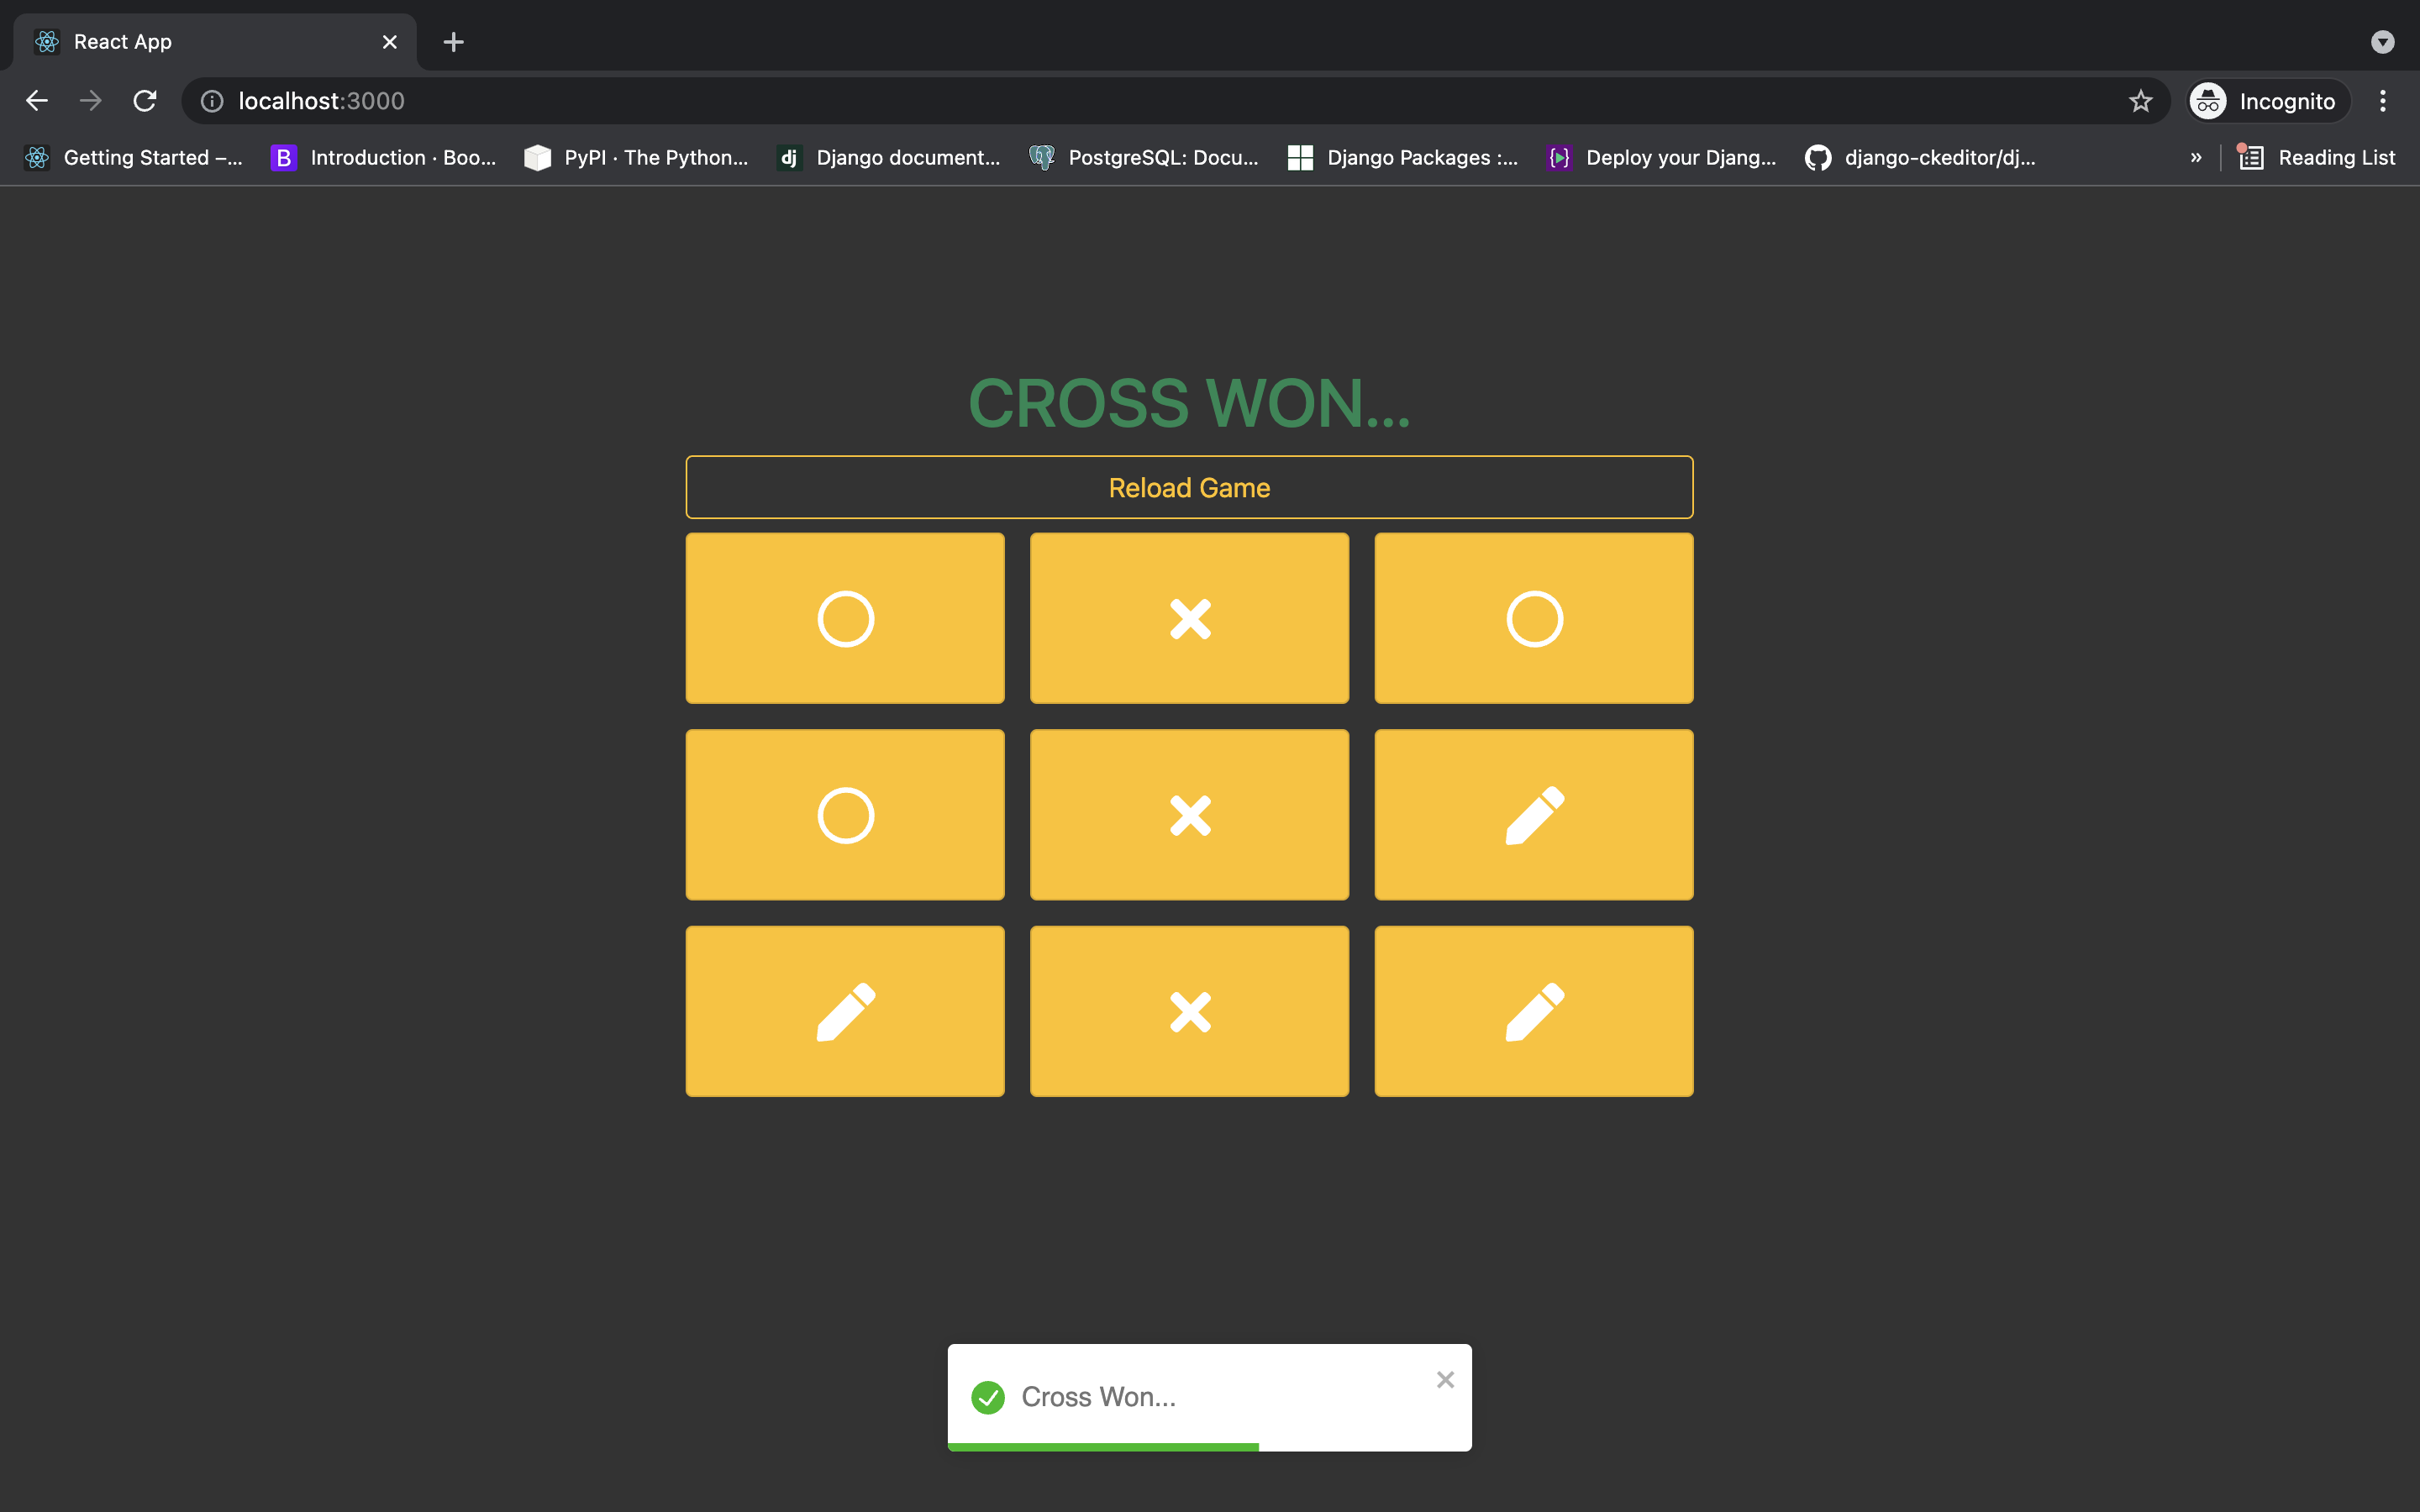 React App
localhost:3000
Incognito
Getting Started –... Introduction · Boo... PyPI · The Python... Django document... PostgreSQL: Docu... Django Packages :... Deploy your Djang... django-ckeditor/dj... » Reading List
CROSS WON...
Reload Game
Cross Won...